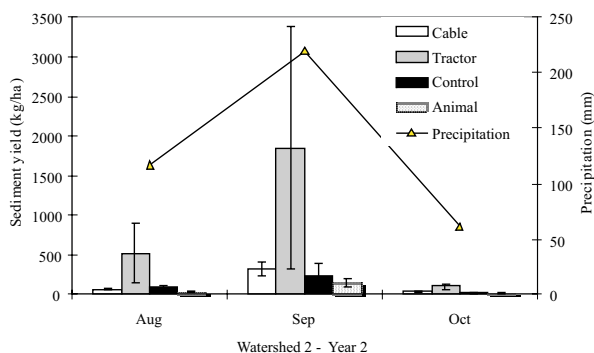 3500
3000
2500
2000
1500
1000
500
0
Sediment yield (kg/ha)
250
200
150
100
50
0
Precipitation (mm)
Cable
Tractor
Control
Animal
Precipitation
Aug Sep Oct
Watershed 2 - Year 2